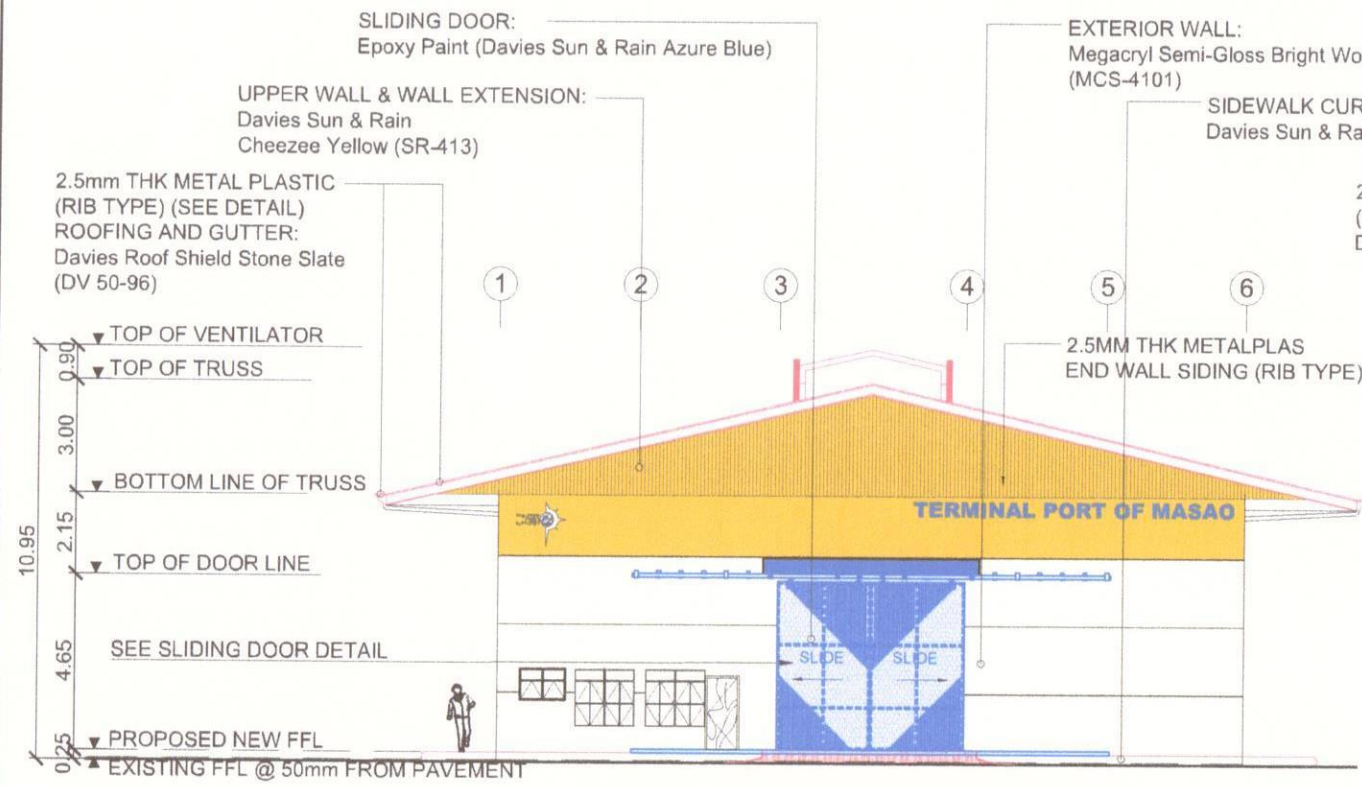 SLIDING DOOR:
Epoxy Paint (Davies Sun & Rain Azure Blue)
EXTERIOR WALL:
Megacryl Semi-Gloss Bright Wo
(MCS-4101)
UPPER WALL & WALL EXTENSION:
Davies Sun & Rain
Cheezee Yellow (SR-413)
SIDEWALK CUR
Davies Sun & Ra
2.5mm THK METAL PLASTIC
(RIB TYPE) (SEE DETAIL)
ROOFING AND GUTTER:
Davies Roof Shield Stone Slate
(DV 50-96)
2
(
D
1 2 3 4 5 6
TOP OF VENTILATOR
0.90
TOP OF TRUSS
2.5MM THK METALPLAS
END WALL SIDING (RIB TYPE)
3.00
BOTTOM LINE OF TRUSS
TERMINAL PORT OF MASAO
2.15
10.95
TOP OF DOOR LINE
4.65
SEE SLIDING DOOR DETAIL
SLIDE SLIDE
PROPOSED NEW FFL
0.25
EXISTING FFL @ 50mm FROM PAVEMENT